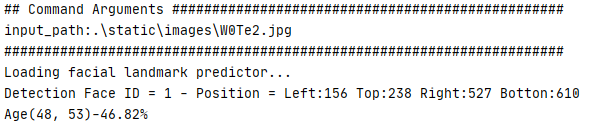 ## Command Arguments ################################################
input_path:.\static\images\W0Te2.jpg
#####################################################################
Loading facial landmark predictor...
Detection Face ID = 1 - Position = Left:156 Top:238 Right:527 Botton:610
Age(48, 53)-46.82%